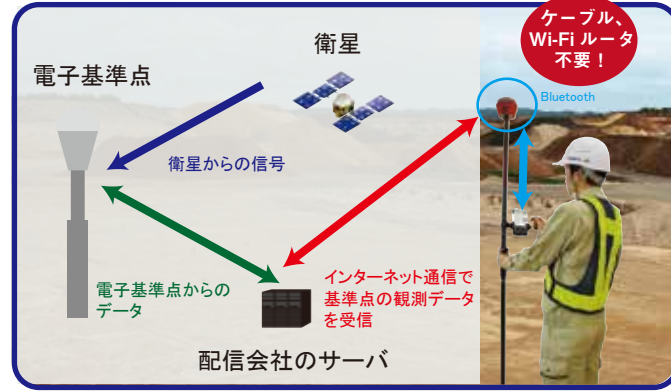 ケーブル、
Wi-Fi ルータ
不要！
衛星
電子基準点
Bluetooth
衛星からの信号
電子基準点からの
データ
インターネット通信で
基準点の観測データ
を受信
配信会社のサーバ